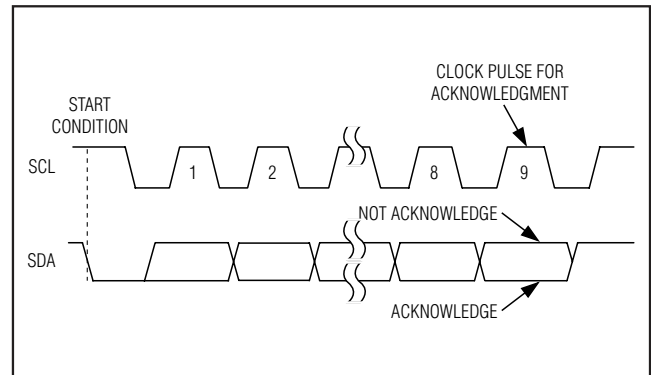 CLOCK PULSE FOR
ACKNOWLEDGMENT
START
CONDITION
SCL
1
2
8
9
NOT ACKNOWLEDGE
SDA
ACKNOWLEDGE